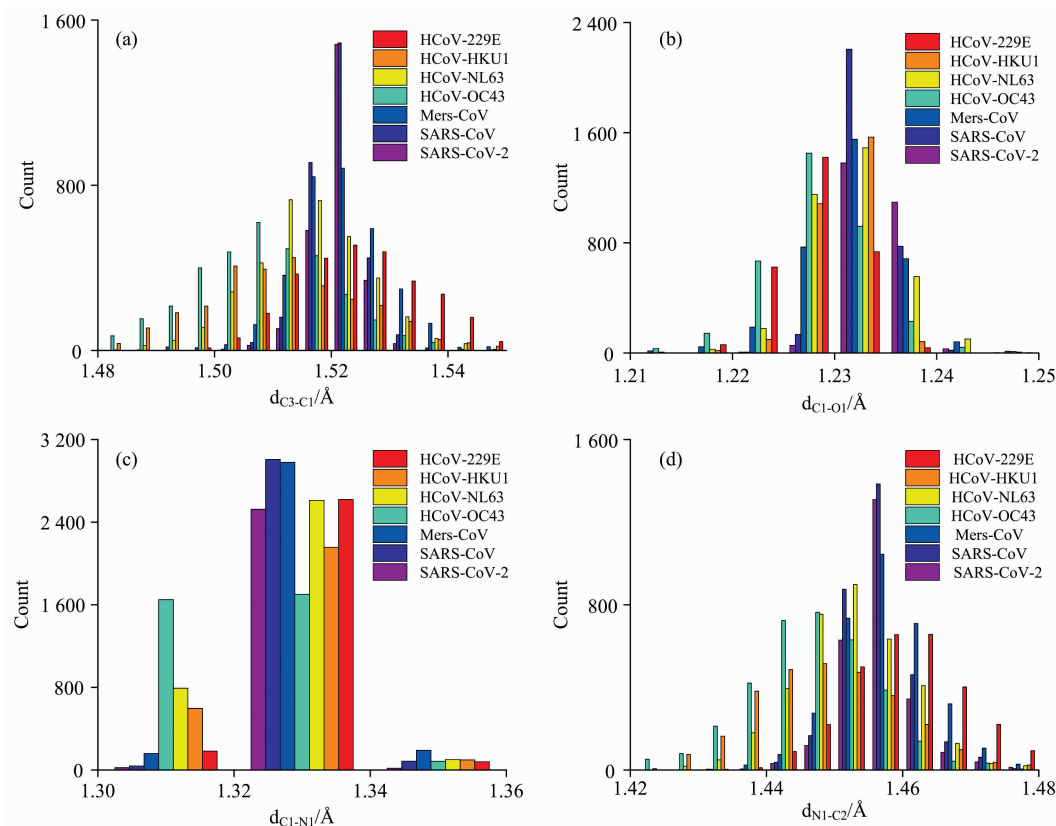 (a)
1 600
800
0
Count
1.48
1.50
1.52
1.54
dC3-C1/Å
HCoV-229E
HCoV-HKU1
HCoV-NL63
HCoV-OC43
Mers-CoV
SARS-CoV
SARS-CoV-2
(b)
2 400
1 600
800
0
Count
1.21
1.22
1.23
1.24
1.25
dC1-O1/Å
HCoV-229E
HCoV-HKU1
HCoV-NL63
HCoV-OC43
Mers-CoV
SARS-CoV
SARS-CoV-2
(c)
3 200
2 400
1 600
800
0
Count
1.30
1.32
1.34
1.36
dC1-N1/Å
HCoV-229E
HCoV-HKU1
HCoV-NL63
HCoV-OC43
Mers-CoV
SARS-CoV
SARS-CoV-2
(d)
1 600
800
0
Count
1.42
1.44
1.46
1.48
dN1-C2/Å
HCoV-229E
HCoV-HKU1
HCoV-NL63
HCoV-OC43
Mers-CoV
SARS-CoV
SARS-CoV-2